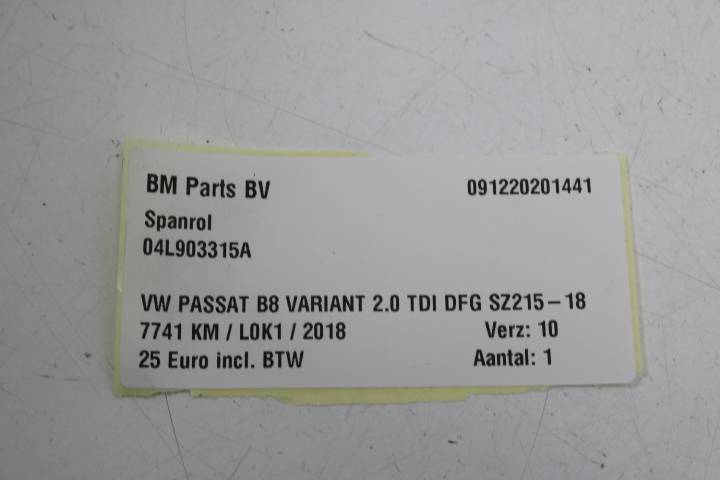 BM Parts BV 091220201441
Spanrol
04L903315A
VW PASSAT B8 VARIANT 2.0 TDI DFG SZ215-18
7741 KM / L0K1 / 2018 Verz: 10
25 Euro incl. BTW Aantal: 1